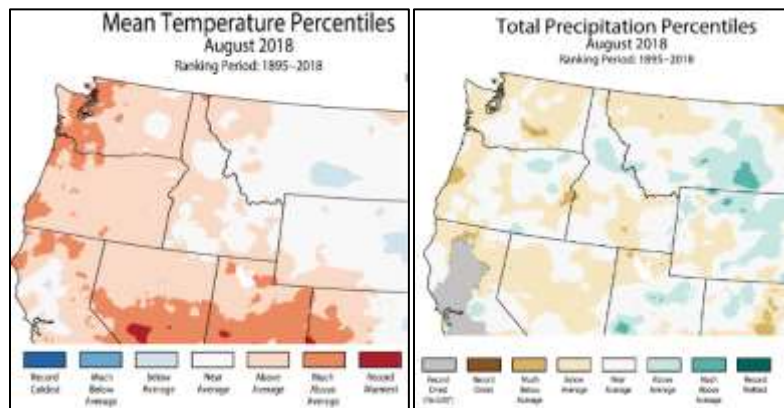 Mean Temperature Percentiles
August 2018
Ranking Period: 1895–2018
Record
Coldest
Much
Below
Average
Below
Average
Near
Average
Above
Average
Much
Above
Average
Record
Warmest
Total Precipitation Percentiles
August 2018
Ranking Period: 1895–2018
Record
Driest
Record
Driest
Much
Below
Average
Below
Average
Near
Average
Above
Average
Much
Above
Average
Record
Wettest